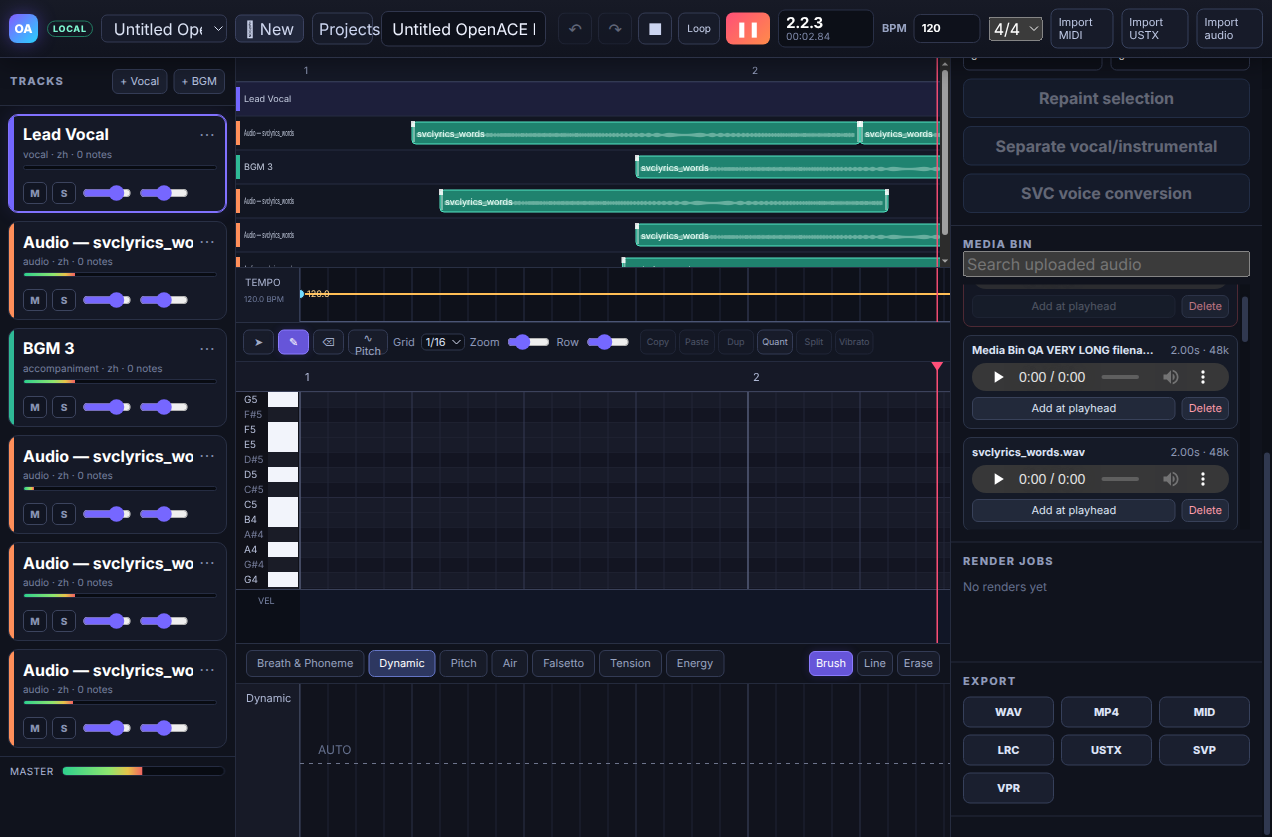 OA
LOCAL
Untitled Ope
New
Projects
Untitled OpenACE
Loop
2.2.3
00:02.84
BPM
120
4/4
Import MIDI
Import USTX
Import audio
TRACKS
+ Vocal
+ BGM
Lead Vocal
vocal · zh · 0 notes
M S
Audio — svclyrics_wo
audio · zh · 0 notes
M S
BGM 3
accompaniment · zh · 0 notes
M S
Audio — svclyrics_wo
audio · zh · 0 notes
M S
Audio — svclyrics_wo
audio · zh · 0 notes
M S
Audio — svclyrics_wo
audio · zh · 0 notes
M S
MASTER
1 2
Lead Vocal
Audio — svclyrics_words
svclyrics_words
svclyrics_words
BGM 3
svclyrics_words
Audio — svclyrics_words
svclyrics_words
Audio — svclyrics_words
svclyrics_words
TEMPO
120.0 BPM
120.0
Pitch
Grid
1/16
Zoom
Row
Copy
Paste
Dup
Quant
Split
Vibrato
1 2
G5
F#5
F5
E5
D#5
D5
C#5
C5
B4
A#4
A4
G#4
G4
VEL
Breath & Phoneme
Dynamic
Pitch
Air
Falsetto
Tension
Energy
Brush
Line
Erase
Dynamic
AUTO
Repaint selection
Separate vocal/instrumental
SVC voice conversion
MEDIA BIN
Search uploaded audio
Add at playhead
Delete
Media Bin QA VERY LONG filena...
2.00s · 48k
0:00 / 0:00
Add at playhead
Delete
svclyrics_words.wav
2.00s · 48k
0:00 / 0:00
Add at playhead
Delete
RENDER JOBS
No renders yet
EXPORT
WAV
MP4
MID
LRC
USTX
SVP
VPR